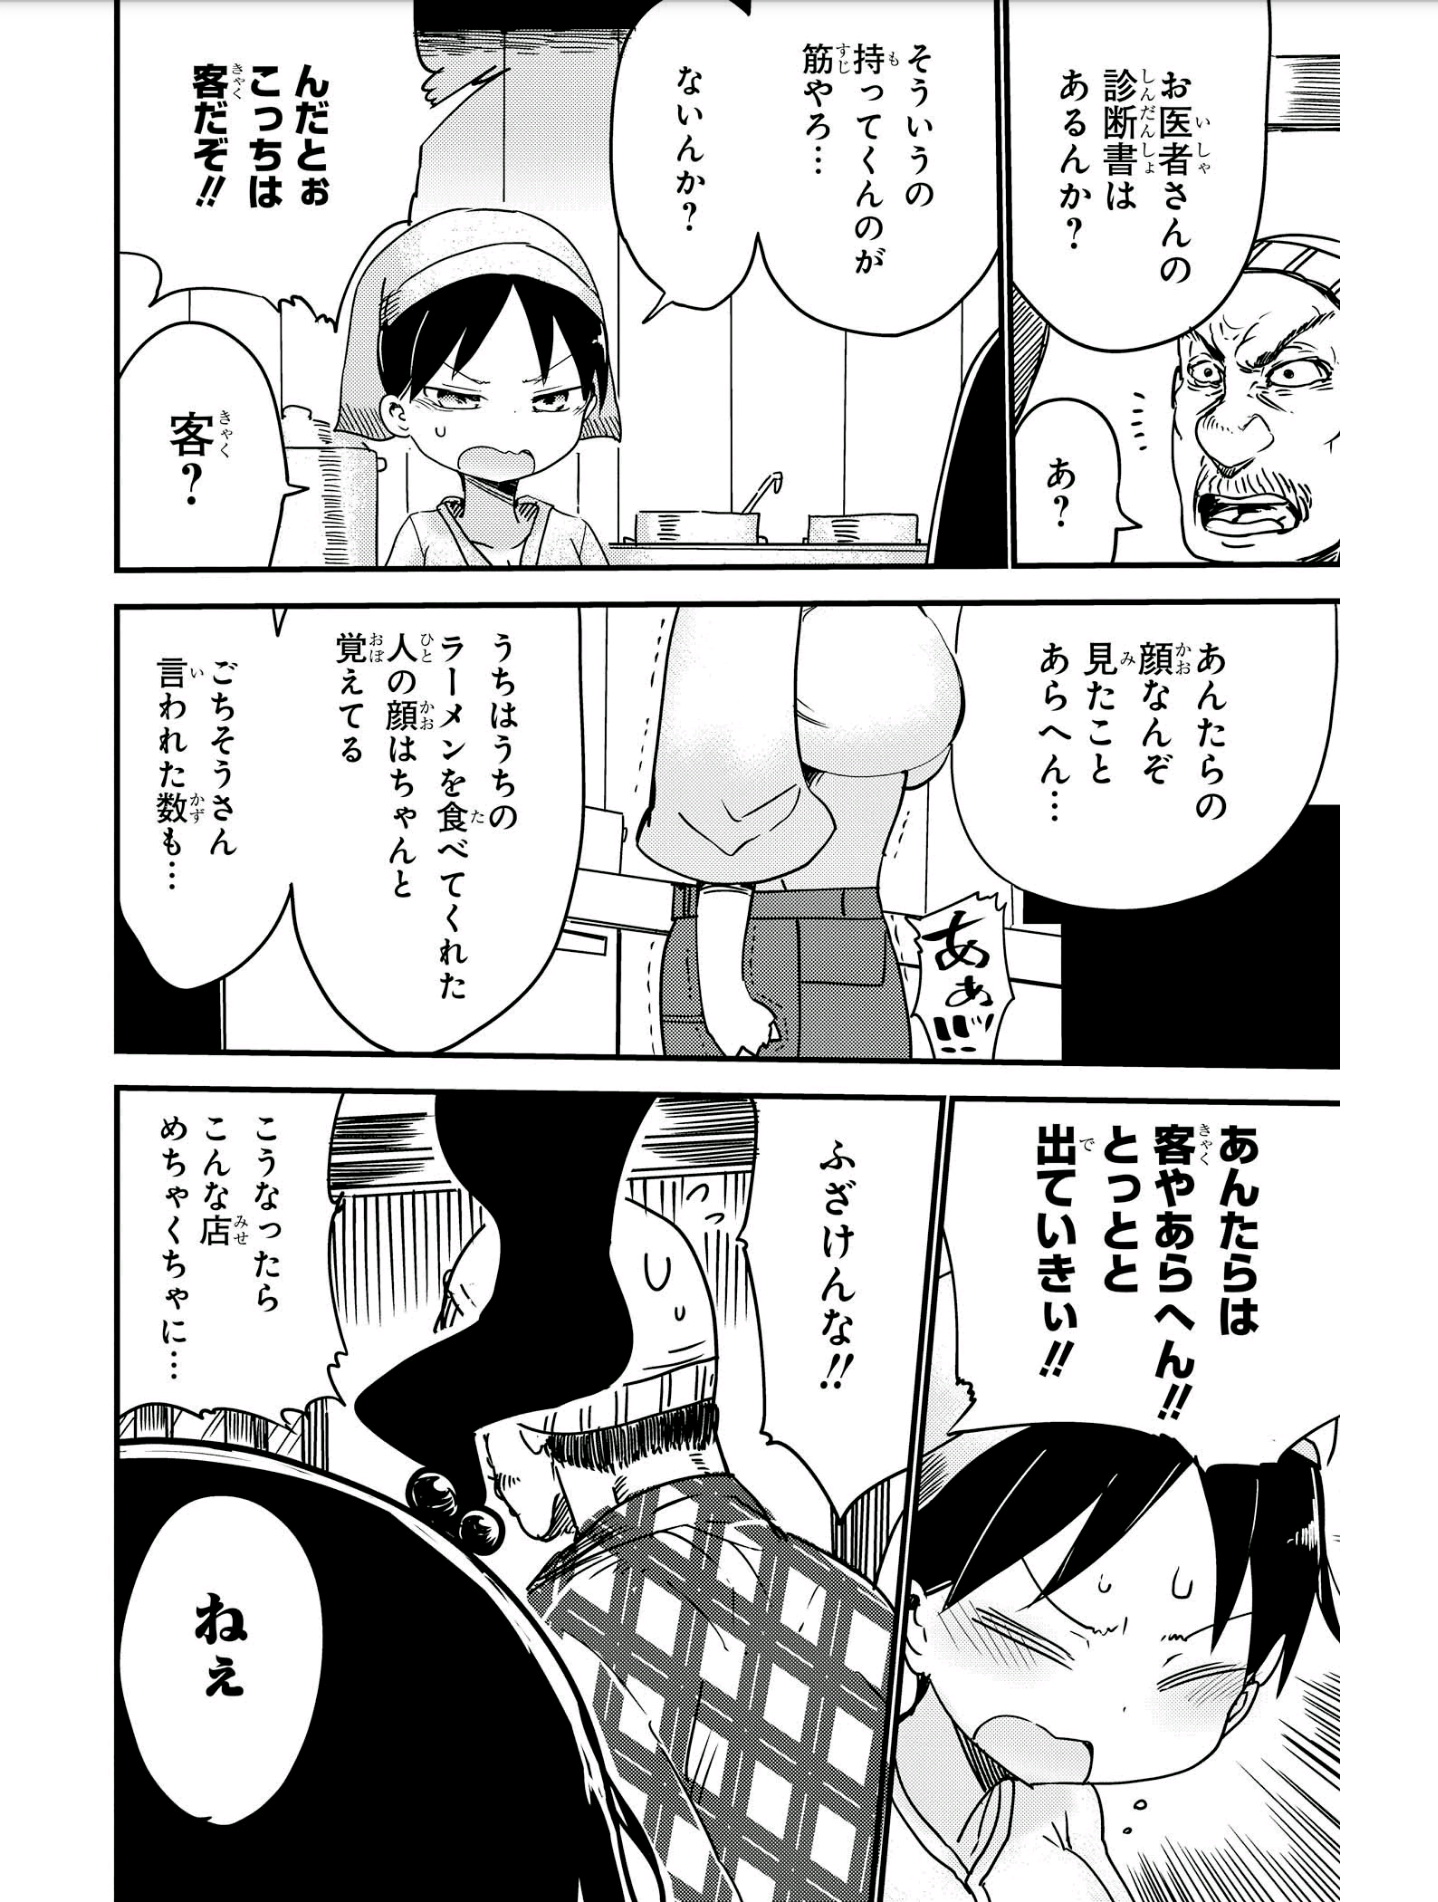 お医者さんの
診断書は
あるんか?
あ?
そういうの
持ってくんのが
筋やろ…
ないんか?
んだとぉ
こっちは
客だぞ!!
客?
あんたらの
顔なんぞ
見たこと
あらへん…
あぁ!!!
うちはうちの
ラーメンを食べてくれた
人の顔はちゃんと
覚えてる
ごちそうさん
言われた数も…
あんたらは
客やあらへん!!
とっとと
出ていきぃ!!
ふざけんな!!
こうなったら
こんな店
めちゃくちゃに…
ねぇ